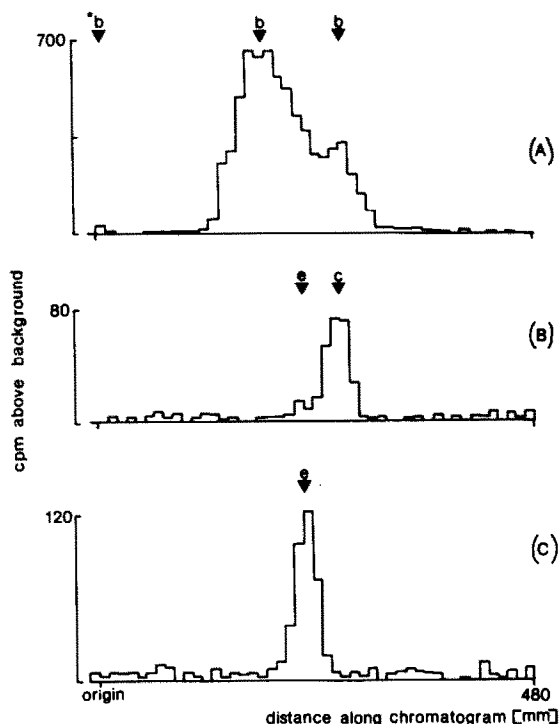 *b b b
700
(A)
e c
80
(B)
cpm above background
e
120
(C)
origin 480
distance along chromatogram [mm]